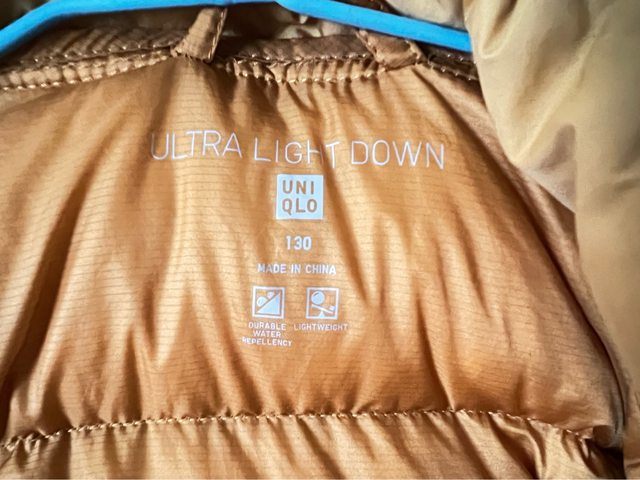 ULTRA LIGHT DOWN
UNI
QLO
130
MADE IN CHINA
DURABLE
WATER
REPELLENCY
LIGHTWEIGHT